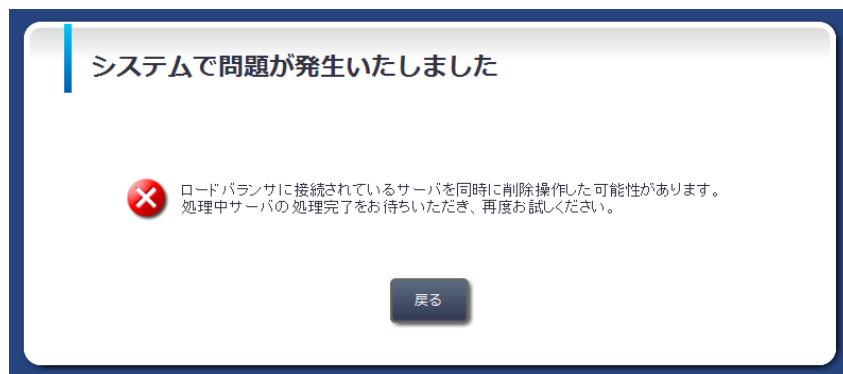 システムで問題が発生いたしました
ロードバランサに接続されているサーバを同時に削除操作した可能性があります。
処理中サーバの処理完了をお待ちいただき、再度お試しください。
戻る